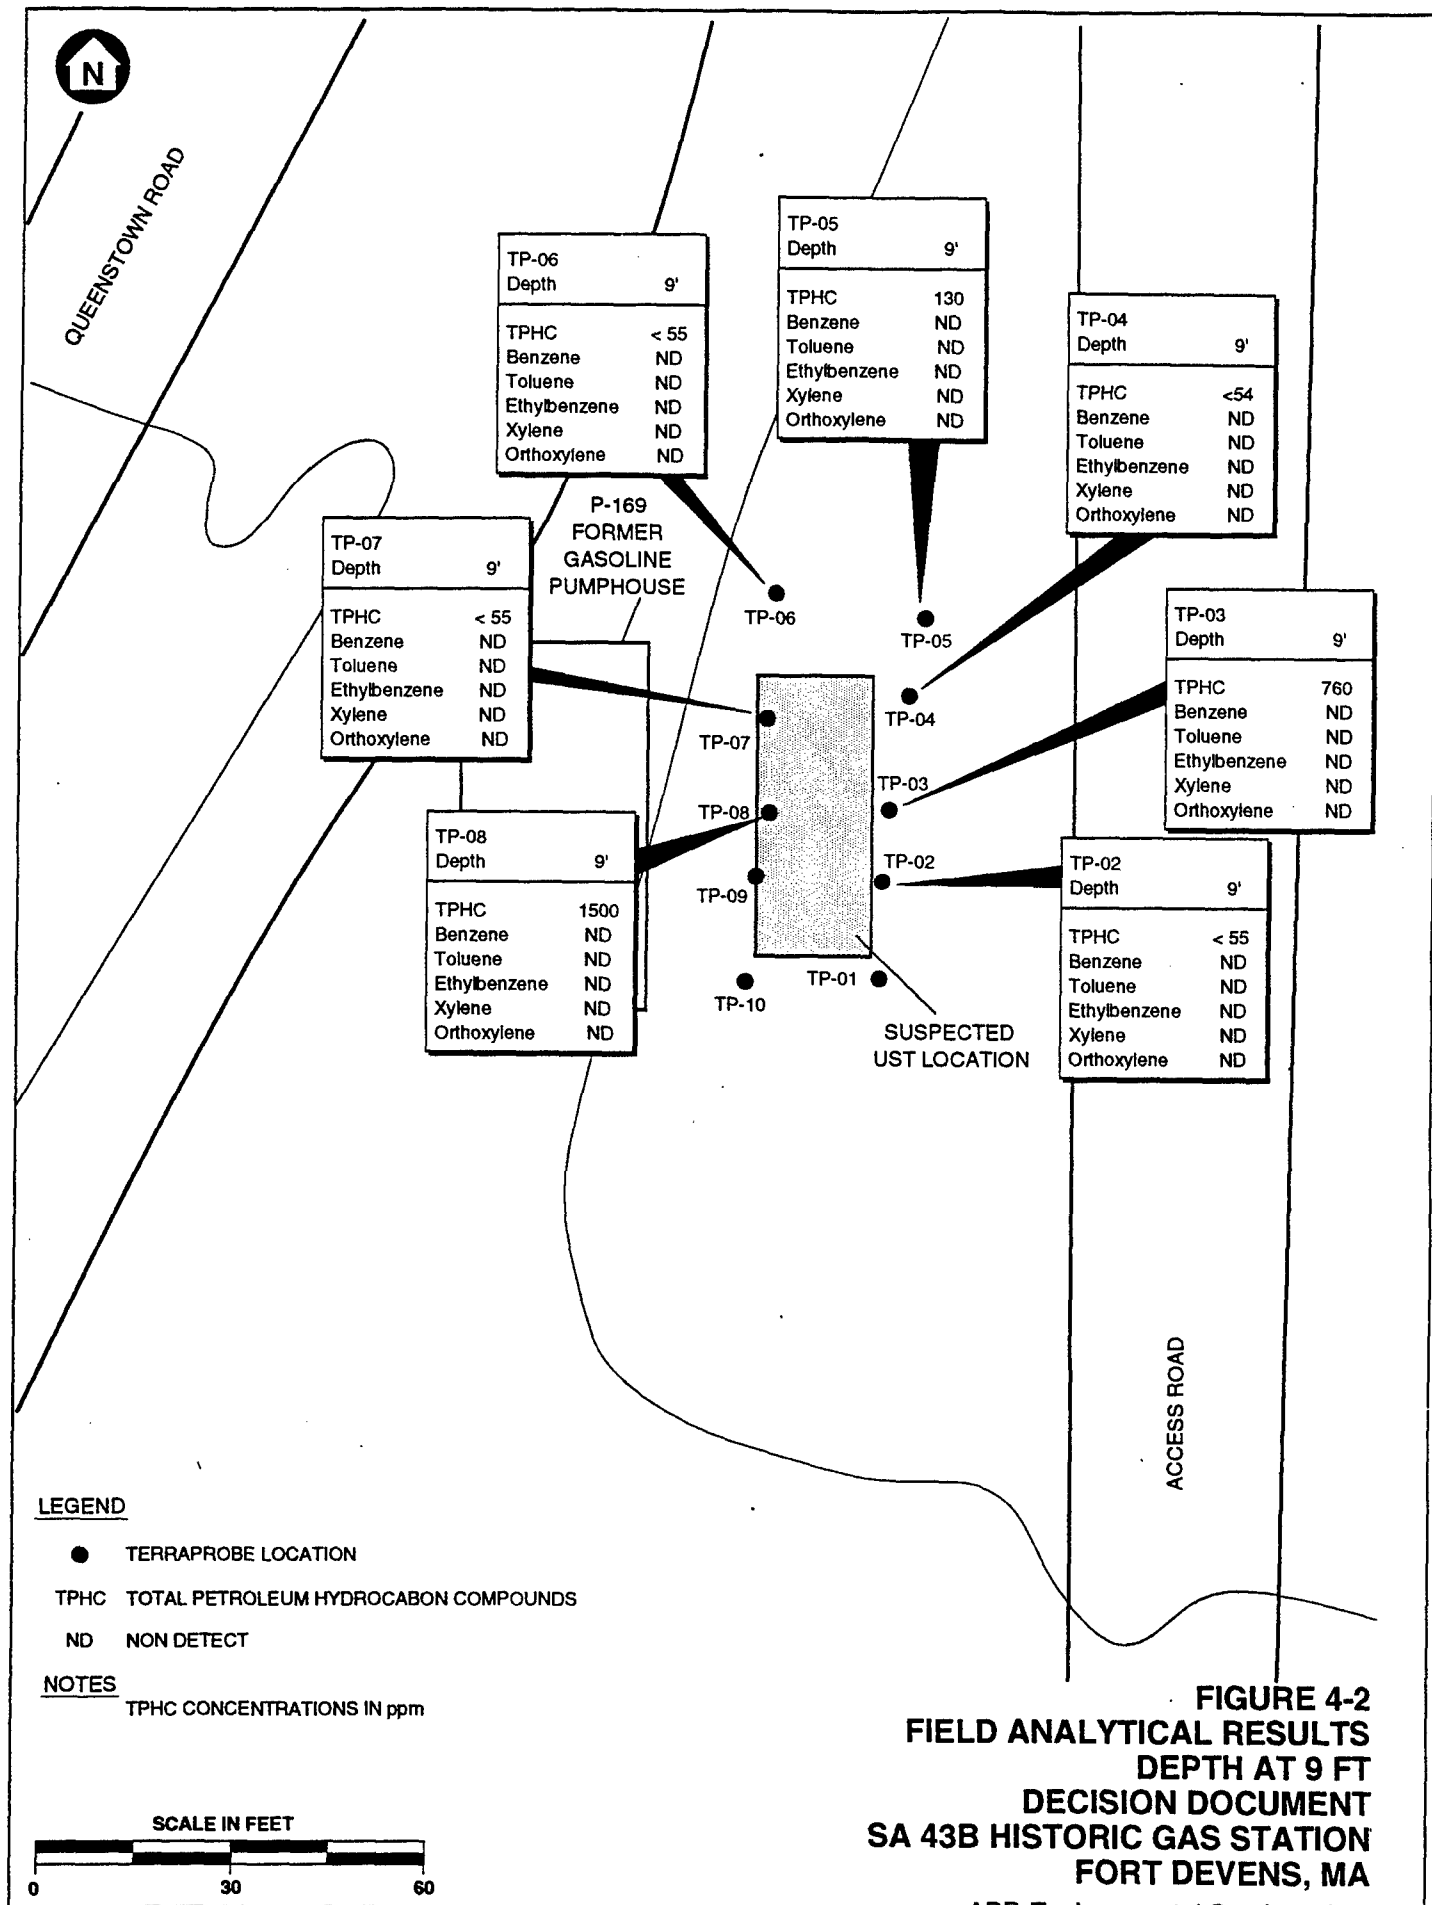 N
QUEENSTOWN ROAD
TP-05
Depth 9'
TPHC 130
Benzene ND
Toluene ND
Ethylbenzene ND
Xylene ND
Orthoxylene ND
TP-06
Depth 9'
TPHC < 55
Benzene ND
Toluene ND
Ethylbenzene ND
Xylene ND
Orthoxylene ND
TP-04
Depth 9'
TPHC <54
Benzene ND
Toluene ND
Ethylbenzene ND
Xylene ND
Orthoxylene ND
P-169
FORMER
GASOLINE
PUMPHOUSE
TP-07
Depth 9'
TPHC < 55
Benzene ND
Toluene ND
Ethylbenzene ND
Xylene ND
Orthoxylene ND
TP-03
Depth 9'
TPHC 760
Benzene ND
Toluene ND
Ethylbenzene ND
Xylene ND
Orthoxylene ND
TP-06
TP-05
TP-04
TP-07
TP-03
TP-08
TP-02
TP-09
TP-01
TP-10
TP-08
Depth 9'
TPHC 1500
Benzene ND
Toluene ND
Ethylbenzene ND
Xylene ND
Orthoxylene ND
TP-02
Depth 9'
TPHC < 55
Benzene ND
Toluene ND
Ethylbenzene ND
Xylene ND
Orthoxylene ND
SUSPECTED
UST LOCATION
ACCESS ROAD
LEGEND
TERRAPROBE LOCATION
TPHC TOTAL PETROLEUM HYDROCABON COMPOUNDS
ND NON DETECT
NOTES
TPHC CONCENTRATIONS IN ppm
SCALE IN FEET
0 30 60
FIGURE 4-2
FIELD ANALYTICAL RESULTS
DEPTH AT 9 FT
DECISION DOCUMENT
SA 43B HISTORIC GAS STATION
FORT DEVENS, MA